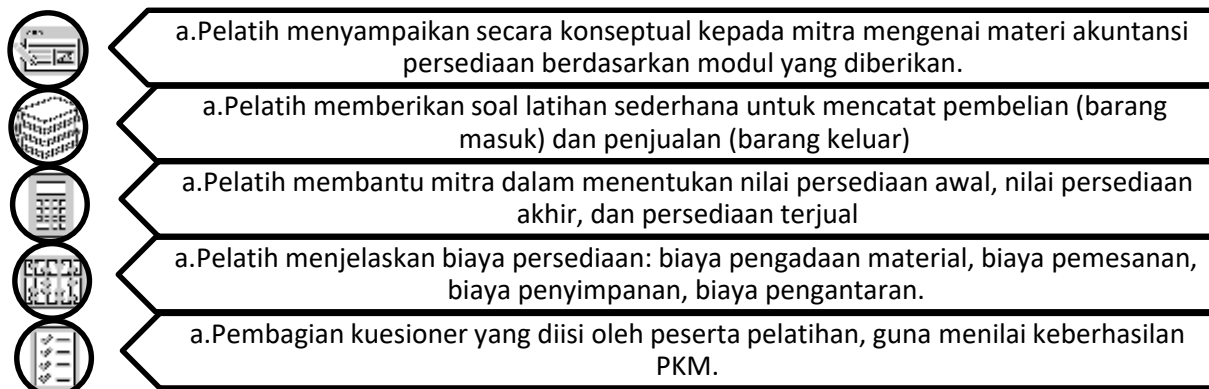 a.Pelatih menyampaikan secara konseptual kepada mitra mengenai materi akuntansi
persediaan berdasarkan modul yang diberikan.
a.Pelatih memberikan soal latihan sederhana untuk mencatat pembelian (barang
masuk) dan penjualan (barang keluar)
a.Pelatih membantu mitra dalam menentukan nilai persediaan awal, nilai persediaan
akhir, dan persediaan terjual
a.Pelatih menjelaskan biaya persediaan: biaya pengadaan material, biaya pemesanan,
biaya penyimpanan, biaya pengantaran.
a.Pembagian kuesioner yang diisi oleh peserta pelatihan, guna menilai keberhasilan
PKM.